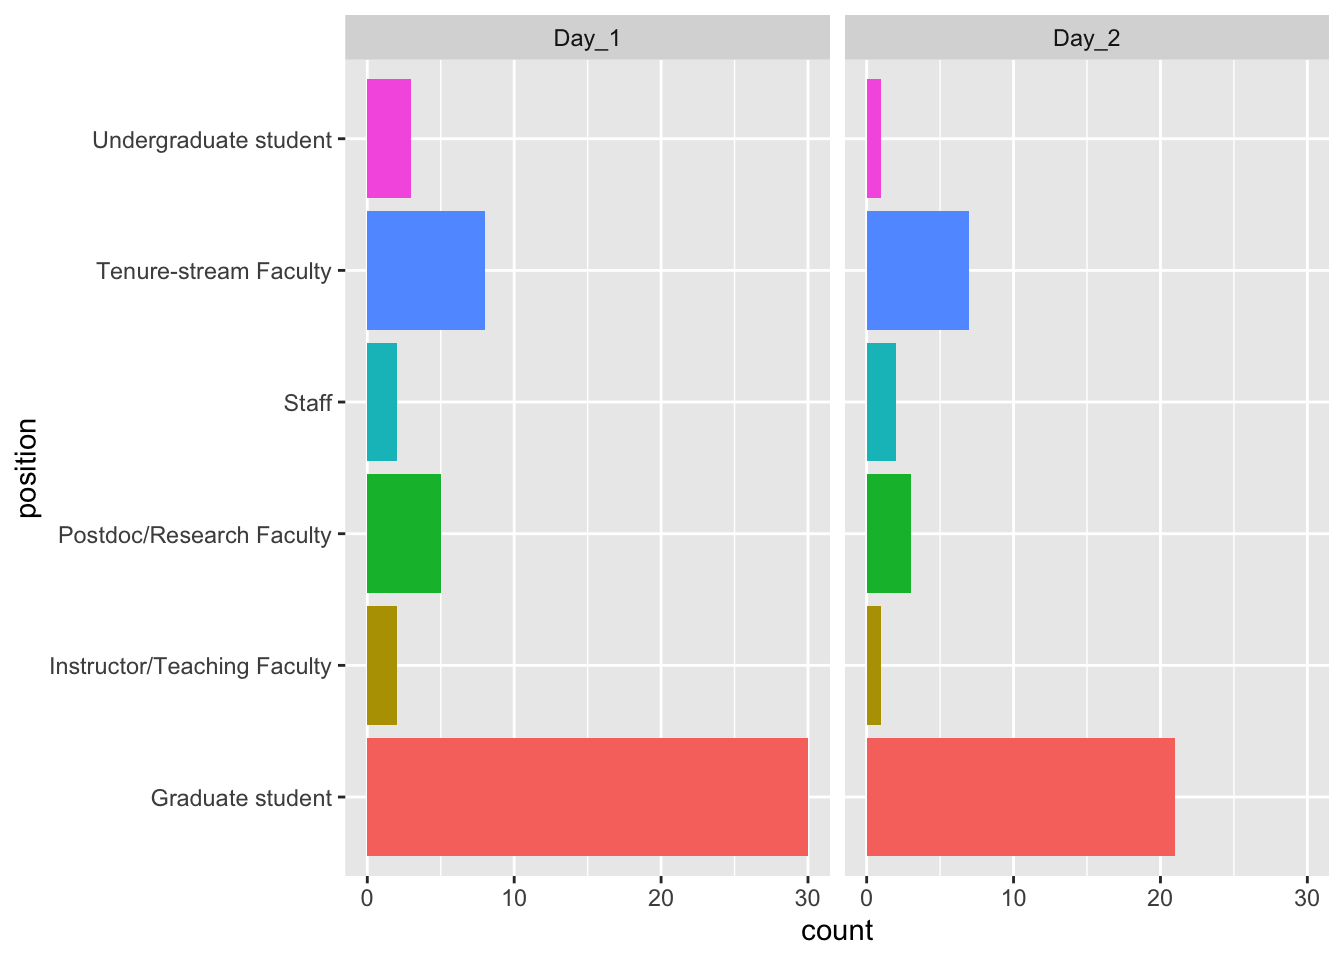 Day_1
Day_2
Undergraduate student
Tenure-stream Faculty
Staff
Postdoc/Research Faculty
Instructor/Teaching Faculty
Graduate student
position
0 10 20 30
0 10 20 30
count